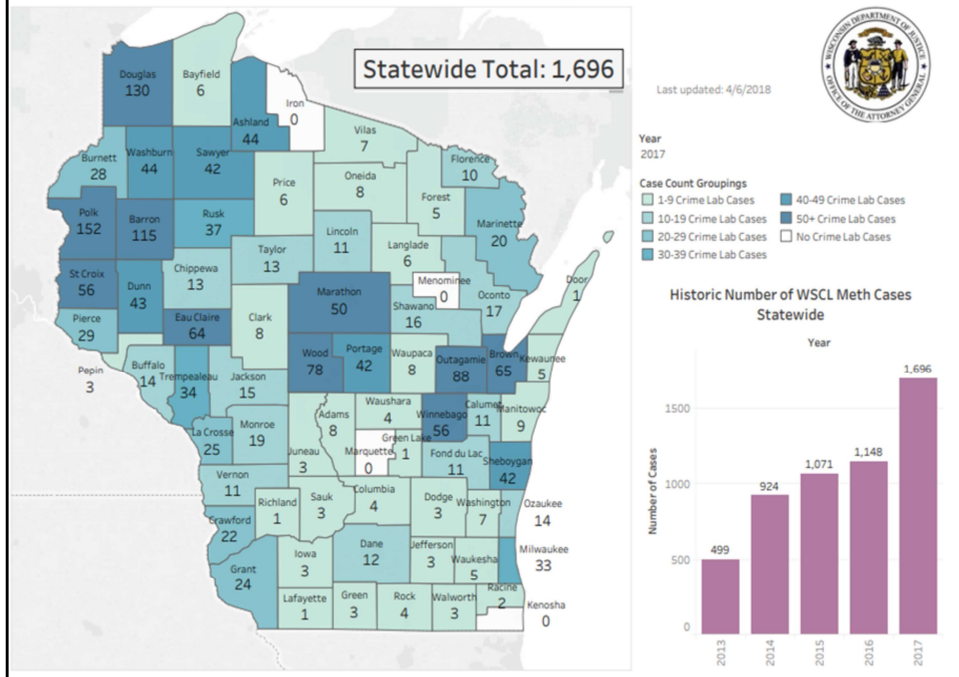 Statewide Total: 1,696
Douglas
130
Bayfield
6
Iron
0
Ashland
44
Vilas
7
Burnett
28
Washburn
44
Sawyer
42
Florence
10
Price
6
Oneida
8
Forest
5
Polk
152
Barron
115
Rusk
37
Marinette
20
Lincoln
11
Langlade
6
Taylor
13
St Croix
56
Dunn
43
Chippewa
13
Menominee
0
Door
1
Marathon
50
Oconto
17
Shawano
16
Pierce
29
Eau Claire
64
Clark
8
Pepin
3
Buffalo
14
Trempealeau
34
Jackson
15
Wood
78
Portage
42
Waupaca
8
Outagamie
88
Brown
65
Kewaunee
5
La Crosse
25
Monroe
19
Juneau
3
Adams
8
Waushara
4
Marquette
0
Green Lake
1
Winnebago
56
Calumet
11
Manitowoc
9
Fond du Lac
11
Sheboygan
42
Vernon
11
Richland
1
Sauk
3
Columbia
4
Dodge
3
Washington
7
Ozaukee
14
Crawford
22
Grant
24
Iowa
3
Dane
12
Jefferson
3
Waukesha
5
Milwaukee
33
Lafayette
1
Green
3
Rock
4
Walworth
3
Racine
2
Kenosha
0
WISCONSIN DEPARTMENT OF JUSTICE
OFFICE OF THE ATTORNEY GENERAL
Last updated: 4/6/2018
Year
2017
Case Count Groupings
1-9 Crime Lab Cases
10-19 Crime Lab Cases
20-29 Crime Lab Cases
30-39 Crime Lab Cases
40-49 Crime Lab Cases
50+ Crime Lab Cases
No Crime Lab Cases
Historic Number of WSCL Meth Cases
Statewide
Year
Number of Cases
1500
1000
500
0
499
924
1,071
1,148
1,696
2013
2014
2015
2016
2017